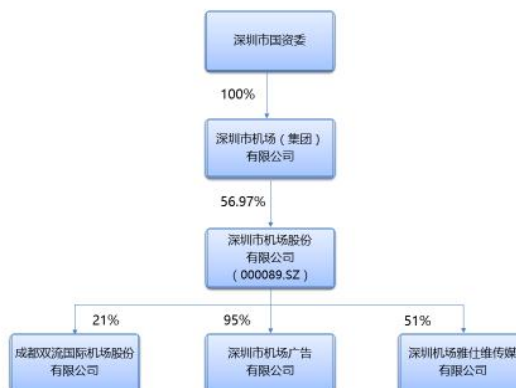 深圳市国资委
100%
深圳市机场（集团）
有限公司
56.97%
深圳市机场股份
有限公司
（000089.SZ）
21%
95%
51%
成都双流国际机场股份
有限公司
深圳市机场广告
有限公司
深圳机场雅仕维传媒
有限公司